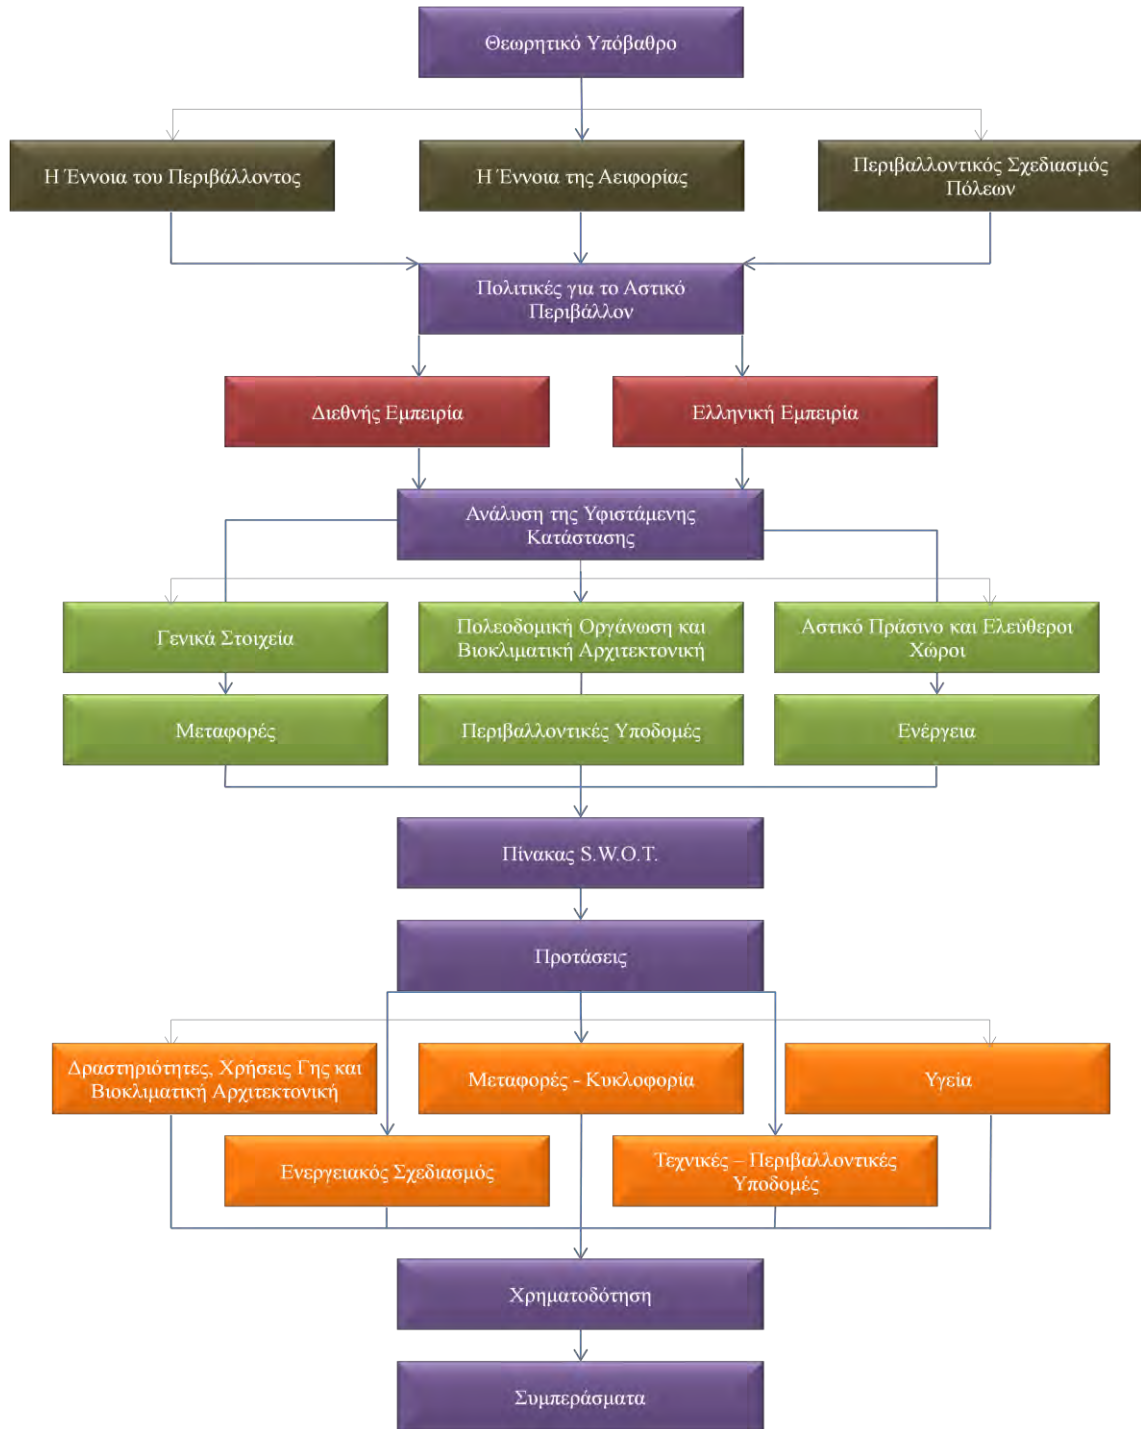 Θεωρητικό Υπόβαθρο
Η Έννοια του Περιβάλλοντος
Η Έννοια της Αειφορίας
Περιβαλλοντικός Σχεδιασμός
Πόλεων
Πολιτικές για το Αστικό
Περιβάλλον
Διεθνής Εμπειρία
Ελληνική Εμπειρία
Ανάλυση της Υφιστάμενης
Κατάστασης
Γενικά Στοιχεία
Πολεοδομική Οργάνωση και
Βιοκλιματική Αρχιτεκτονική
Αστικό Πράσινο και Ελεύθεροι
Χώροι
Μεταφορές
Περιβαλλοντικές Υποδομές
Ενέργεια
Πίνακας S.W.O.T.
Προτάσεις
Δραστηριότητες, Χρήσεις Γης και
Βιοκλιματική Αρχιτεκτονική
Μεταφορές - Κυκλοφορία
Υγεία
Ενεργειακός Σχεδιασμός
Τεχνικές – Περιβαλλοντικές
Υποδομές
Χρηματοδότηση
Συμπεράσματα